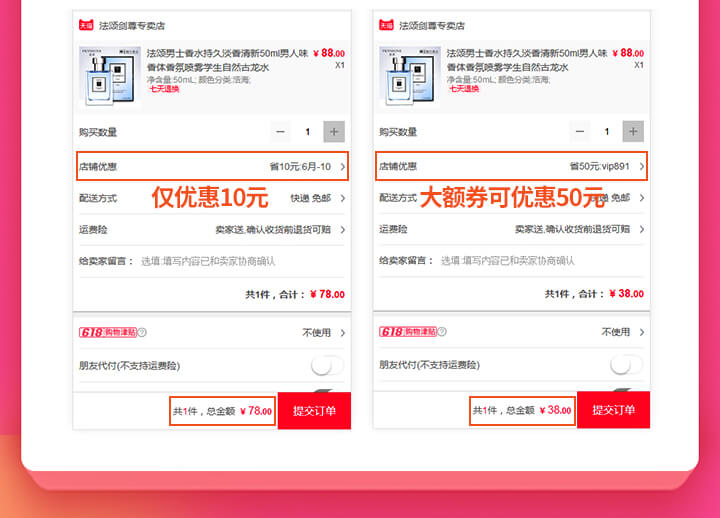 天猫 法颂剑尊专卖店
法颂男士香水持久淡香清新50ml男人味 ¥ 88.00
香体香氛喷雾学生自然古龙水 X1
净含量:50mL; 颜色分类:浩海;
七天退换
购买数量 − 1 +
店铺优惠 省10元:6月-10
配送方式 快递 免邮
仅优惠10元
运费险 卖家送,确认收货前退货可赔
给卖家留言: 选填:填写内容已和卖家协商确认
共1件,合计: ¥ 78.00
618购物津贴 ? 不使用
朋友代付(不支持运费险)
共1件,总金额 ¥ 78.00 提交订单
天猫 法颂剑尊专卖店
法颂男士香水持久淡香清新50ml男人味 ¥ 88.00
香体香氛喷雾学生自然古龙水 X1
净含量:50mL; 颜色分类:浩海;
七天退换
购买数量 − 1 +
店铺优惠 省50元:vip891
配送方式 快递 免邮
大额券可优惠50元
运费险 卖家送,确认收货前退货可赔
给卖家留言: 选填:填写内容已和卖家协商确认
共1件,合计: ¥ 38.00
618购物津贴 ? 不使用
朋友代付(不支持运费险)
共1件,总金额 ¥ 38.00 提交订单